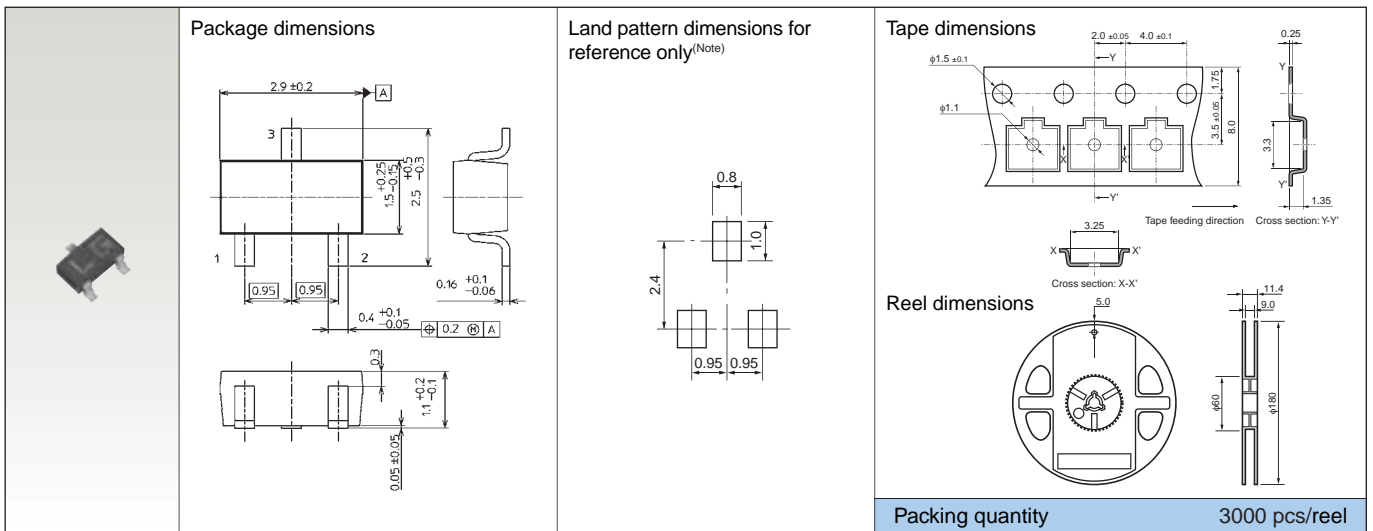 Package dimensions
2.9 ±0.2
A
3
1.5 +0.25 −0.15
2.5 +0.5 −0.3
1
2
0.95
0.95
0.16 +0.1 −0.06
0.4 +0.1 −0.05
⌖ 0.2 Ⓜ A
0.3
1.1 +0.2 −0.1
0.05 ±0.05
Land pattern dimensions for
reference only(Note)
0.8
1.0
2.4
0.95
0.95
Tape dimensions
2.0 ±0.05
4.0 ±0.1
0.25
φ1.5 ±0.1
Y
Y
1.75
φ1.1
3.5 ±0.05
8.0
3.3
X
X'
Y'
Y'
1.35
Tape feeding direction
Cross section: Y-Y'
3.25
X
X'
Cross section: X-X'
Reel dimensions
5.0
11.4
9.0
φ60
φ180
Packing quantity
3000 pcs/reel